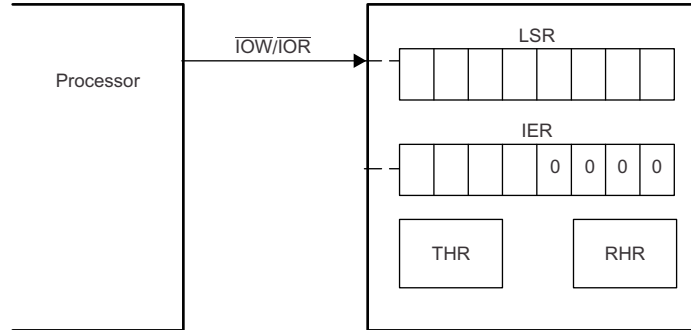 LSR
IOW/IOR
Processor
IER
0 0 0 0
THR RHR